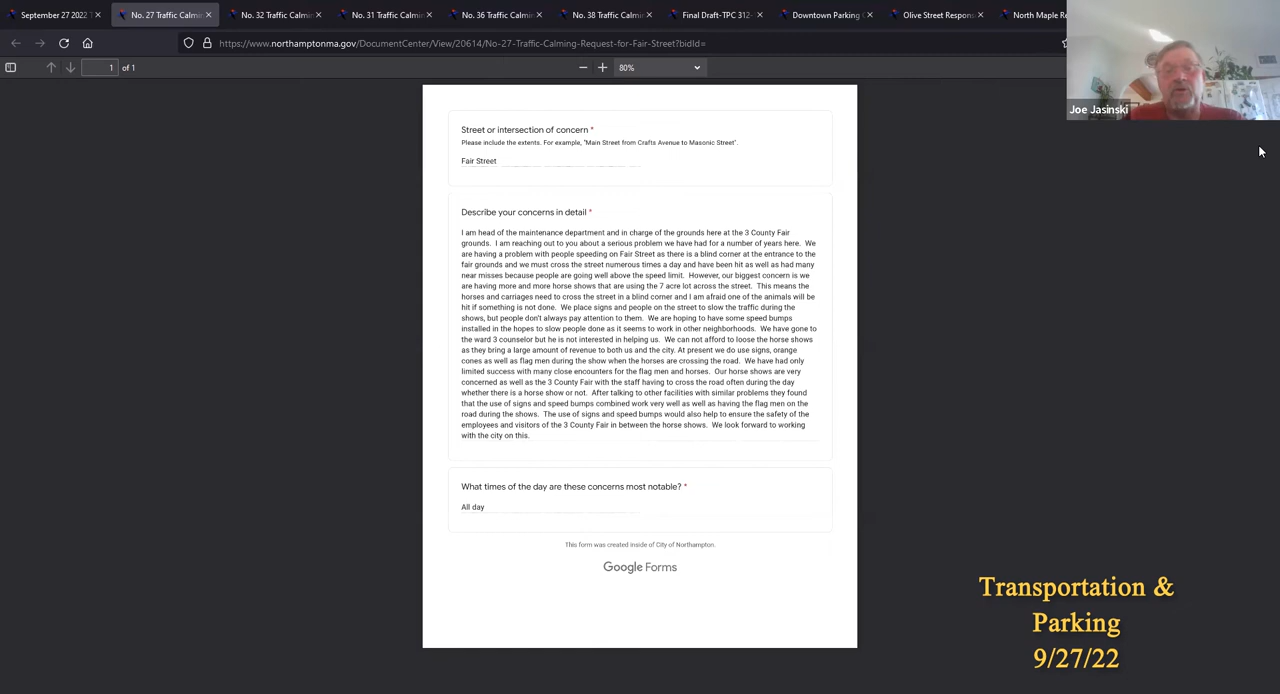 September 27 2022 T
No. 27 Traffic Calmin
No. 32 Traffic Calmin
No. 31 Traffic Calmin
No. 36 Traffic Calmin
No. 38 Traffic Calmin
Final Draft-TPC 312-
Downtown Parking C
Olive Street Respons
North Maple Re
https://www.northamptonma.gov/DocumentCenter/View/20614/No-27-Traffic-Calming-Request-for-Fair-Street?bidId=
1 of 1
80%
Joe Jasinski
Street or intersection of concern *
Please include the extents. For example, "Main Street from Crafts Avenue to Masonic Street".
Fair Street
Describe your concerns in detail *
I am head of the maintenance department and in charge of the grounds here at the 3 County Fair
grounds. I am reaching out to you about a serious problem we have had for a number of years here. We
are having a problem with people speeding on Fair Street as there is a blind corner at the entrance to the
fair grounds and we must cross the street numerous times a day and have been hit as well as had many
near misses because people are going well above the speed limit. However, our biggest concern is we
are having more and more horse shows that are using the 7 acre lot across the street. This means the
horses and carriages need to cross the street in a blind corner and I am afraid one of the animals will be
hit if something is not done. We place signs and people on the street to slow the traffic during the
shows, but people don't always pay attention to them. We are hoping to have some speed bumps
installed in the hopes to slow people done as it seems to work in other neighborhoods. We have gone to
the ward 3 counselor but he is not interested in helping us. We can not afford to loose the horse shows
as they bring a large amount of revenue to both us and the city. At present we do use signs, orange
cones as well as flag men during the show when the horses are crossing the road. We have had only
limited success with many close encounters for the flag men and horses. Our horse shows are very
concerned as well as the 3 County Fair with the staff having to cross the road often during the day
whether there is a horse show or not. After talking to other facilities with similar problems they found
that the use of signs and speed bumps combined work very well as well as having the flag men on the
road during the shows. The use of signs and speed bumps would also help to ensure the safety of the
employees and visitors of the 3 County Fair in between the horse shows. We look forward to working
with the city on this.
What times of the day are these concerns most notable? *
All day
This form was created inside of City of Northampton.
Google Forms
Transportation &
Parking
9/27/22